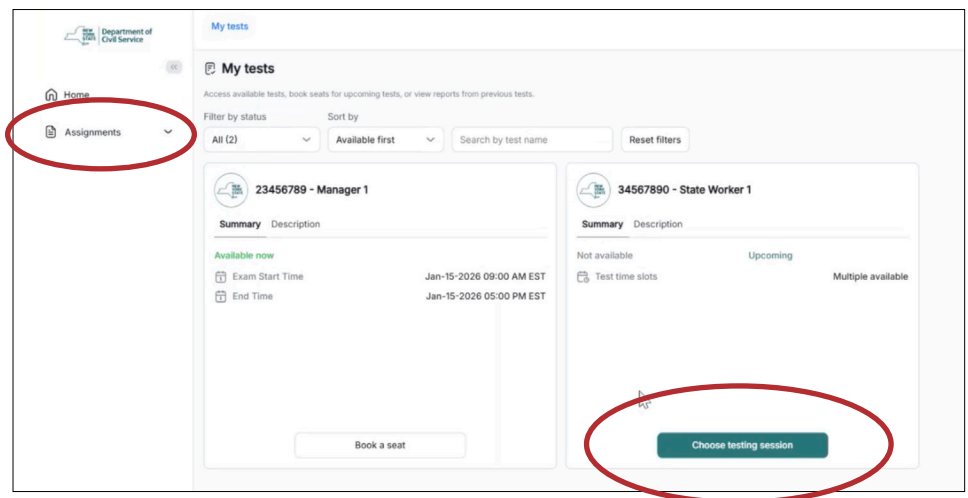 NEW YORK STATE
Department of
Civil Service
My tests
Home
Assignments
My tests
Access available tests, book seats for upcoming tests, or view reports from previous tests.
Filter by status
Sort by
All (2)
Available first
Search by test name
Reset filters
23456789 - Manager 1
Summary Description
Available now
Exam Start Time Jan-15-2026 09:00 AM EST
End Time Jan-15-2026 05:00 PM EST
Book a seat
34567890 - State Worker 1
Summary Description
Not available Upcoming
Test time slots Multiple available
Choose testing session